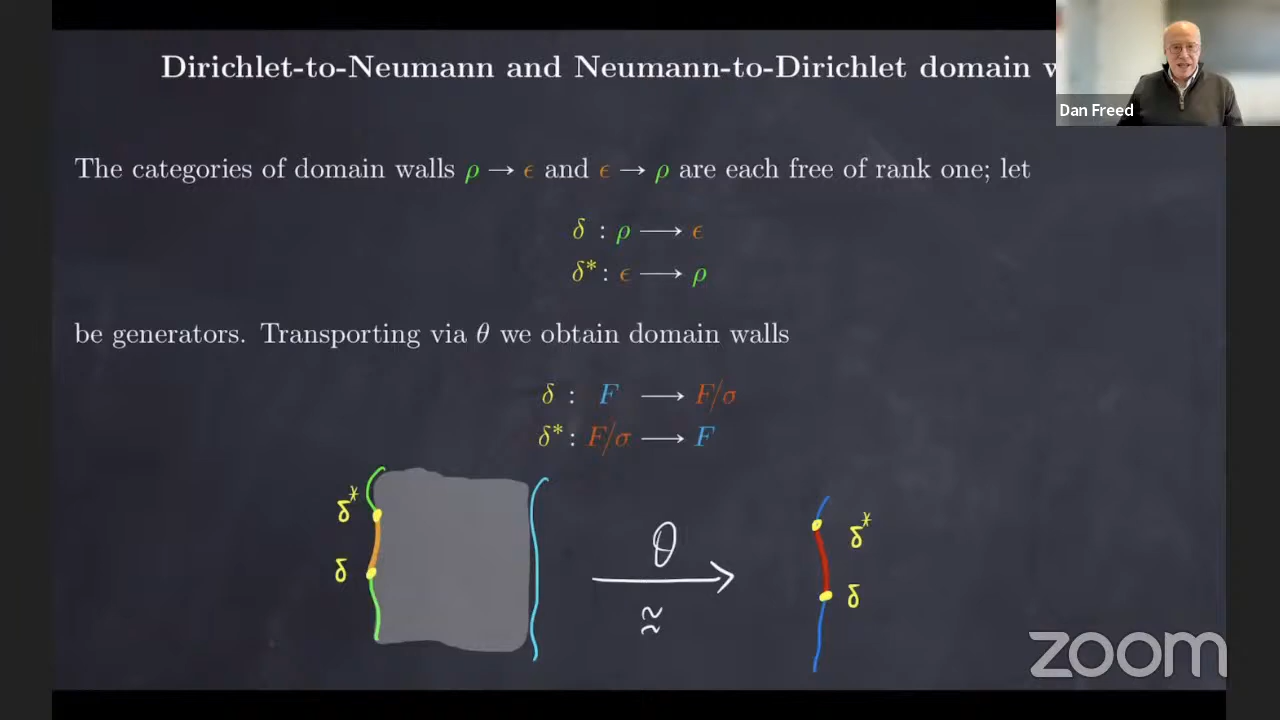 Dirichlet-to-Neumann and Neumann-to-Dirichlet domain
Dan Freed
The categories of domain walls ρ → ϵ and ϵ → ρ are each free of rank one; let
δ : ρ ⟶ ϵ
δ* : ϵ ⟶ ρ
be generators. Transporting via θ we obtain domain walls
δ : F ⟶ F/σ
δ* : F/σ ⟶ F
δ*
δ
θ
≈
δ*
δ
zoom